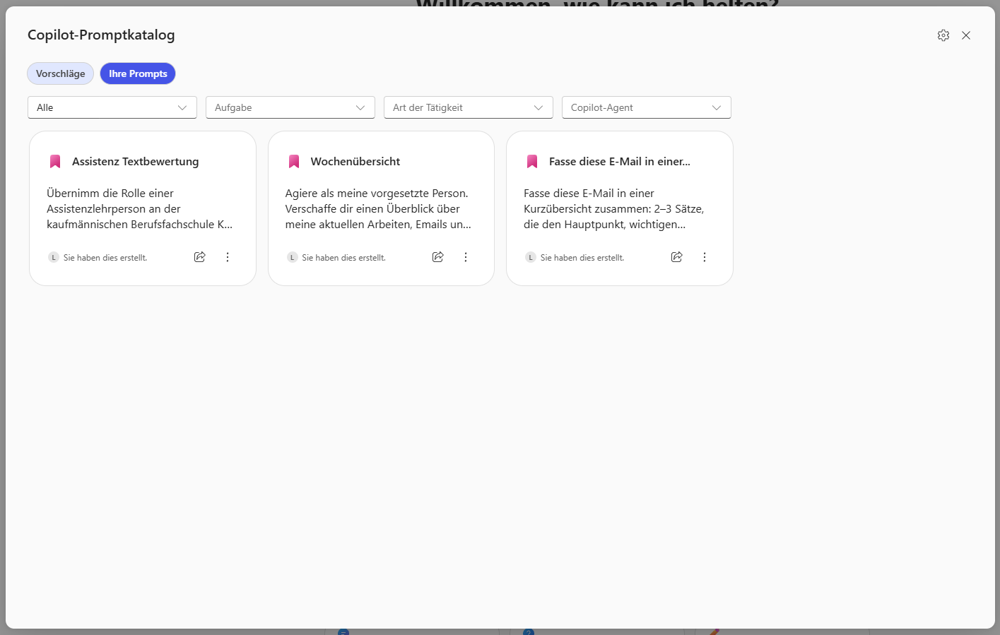 Willkommen, wie kann ich helfen?
Copilot-Promptkatalog
Vorschläge
Ihre Prompts
Alle
Aufgabe
Art der Tätigkeit
Copilot-Agent
Assistenz Textbewertung
Übernimm die Rolle einer
Assistenzlehrperson an der
kaufmännischen Berufsfachschule K...
L
Sie haben dies erstellt.
Wochenübersicht
Agiere als meine vorgesetzte Person.
Verschaffe dir einen Überblick über
meine aktuellen Arbeiten, Emails un...
L
Sie haben dies erstellt.
Fasse diese E-Mail in einer...
Fasse diese E-Mail in einer
Kurzübersicht zusammen: 2–3 Sätze,
die den Hauptpunkt, wichtigen...
L
Sie haben dies erstellt.